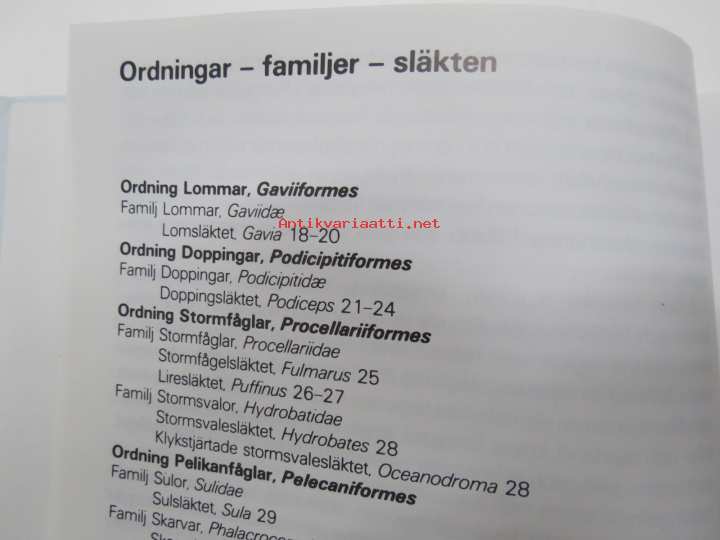 Ordningar – familjer – släkten
Ordning Lommar, Gaviiformes
Familj Lommar, Gaviidæ
Antikvariaatti.net
Lomsläktet, Gavia 18–20
Ordning Doppingar, Podicipitiformes
Familj Doppingar, Podicipitidæ
Doppingsläktet, Podiceps 21–24
Ordning Stormfåglar, Procellariiformes
Familj Stormfåglar, Procellariidae
Stormfågelsläktet, Fulmarus 25
Liresläktet, Puffinus 26–27
Familj Stormsvalor, Hydrobatidae
Stormsvalesläktet, Hydrobates 28
Klykstjärtade stormsvalesläktet, Oceanodroma 28
Ordning Pelikanfåglar, Pelecaniformes
Familj Sulor, Sulidae
Sulsläktet, Sula 29
Familj Skarvar,